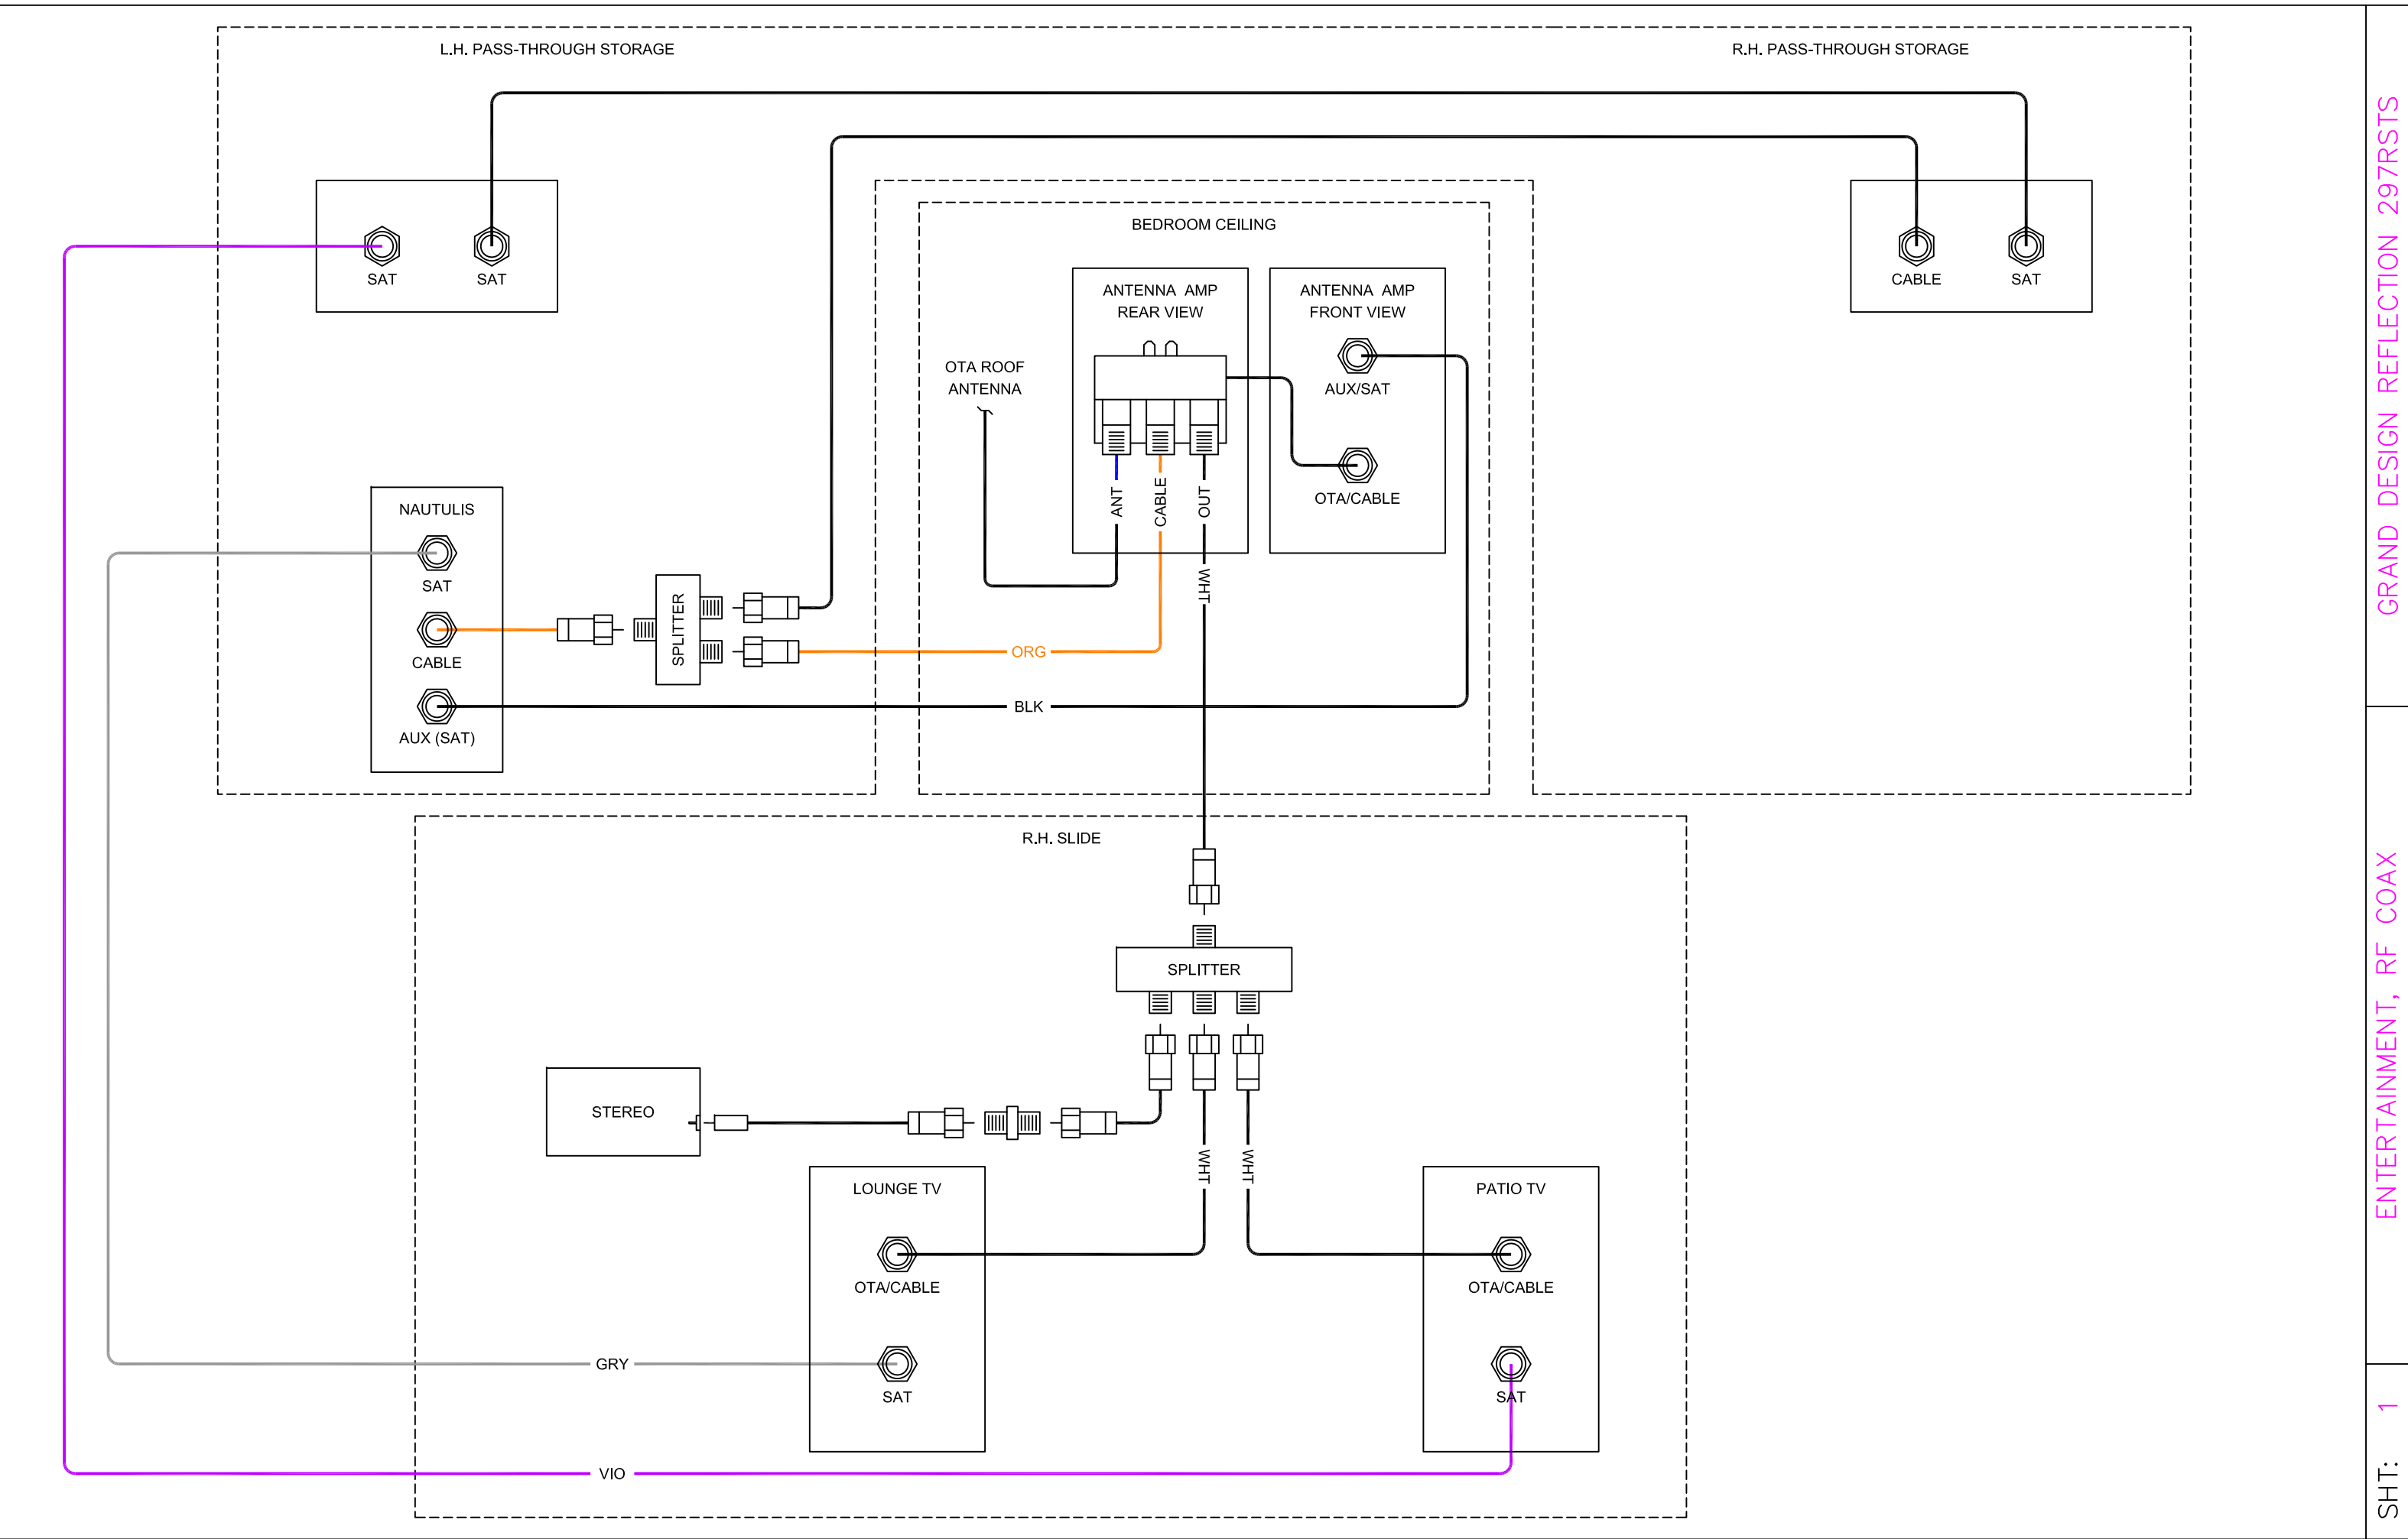 L.H. PASS-THROUGH STORAGE
R.H. PASS-THROUGH STORAGE
SAT
SAT
CABLE
SAT
BEDROOM CEILING
ANTENNA AMP
REAR VIEW
ANTENNA AMP
FRONT VIEW
OTA ROOF
ANTENNA
AUX/SAT
OTA/CABLE
ANT
CABLE
OUT
WHT
NAUTULIS
SAT
CABLE
AUX (SAT)
SPLITTER
ORG
BLK
R.H. SLIDE
SPLITTER
STEREO
WHT
WHT
LOUNGE TV
OTA/CABLE
SAT
PATIO TV
OTA/CABLE
SAT
GRY
VIO
GRAND DESIGN REFLECTION 297RSTS
ENTERTAINMENT, RF COAX
SHT: 1